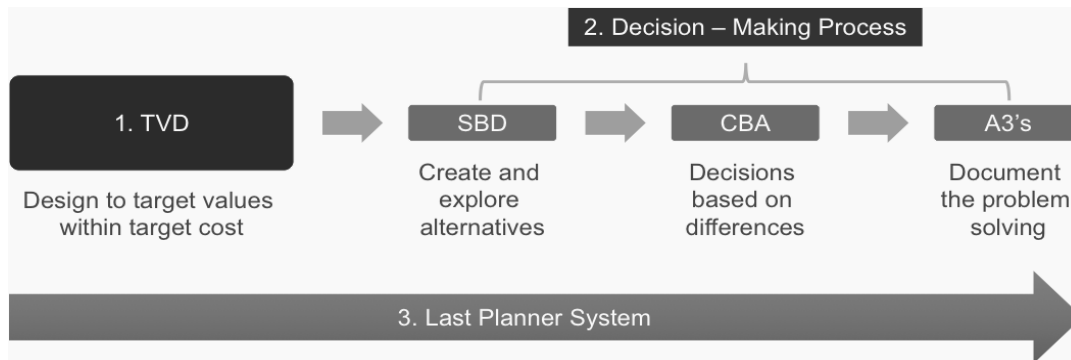 2. Decision – Making Process
1. TVD
SBD
CBA
A3's
Design to target values
within target cost
Create and
explore
alternatives
Decisions
based on
differences
Document
the problem
solving
3. Last Planner System